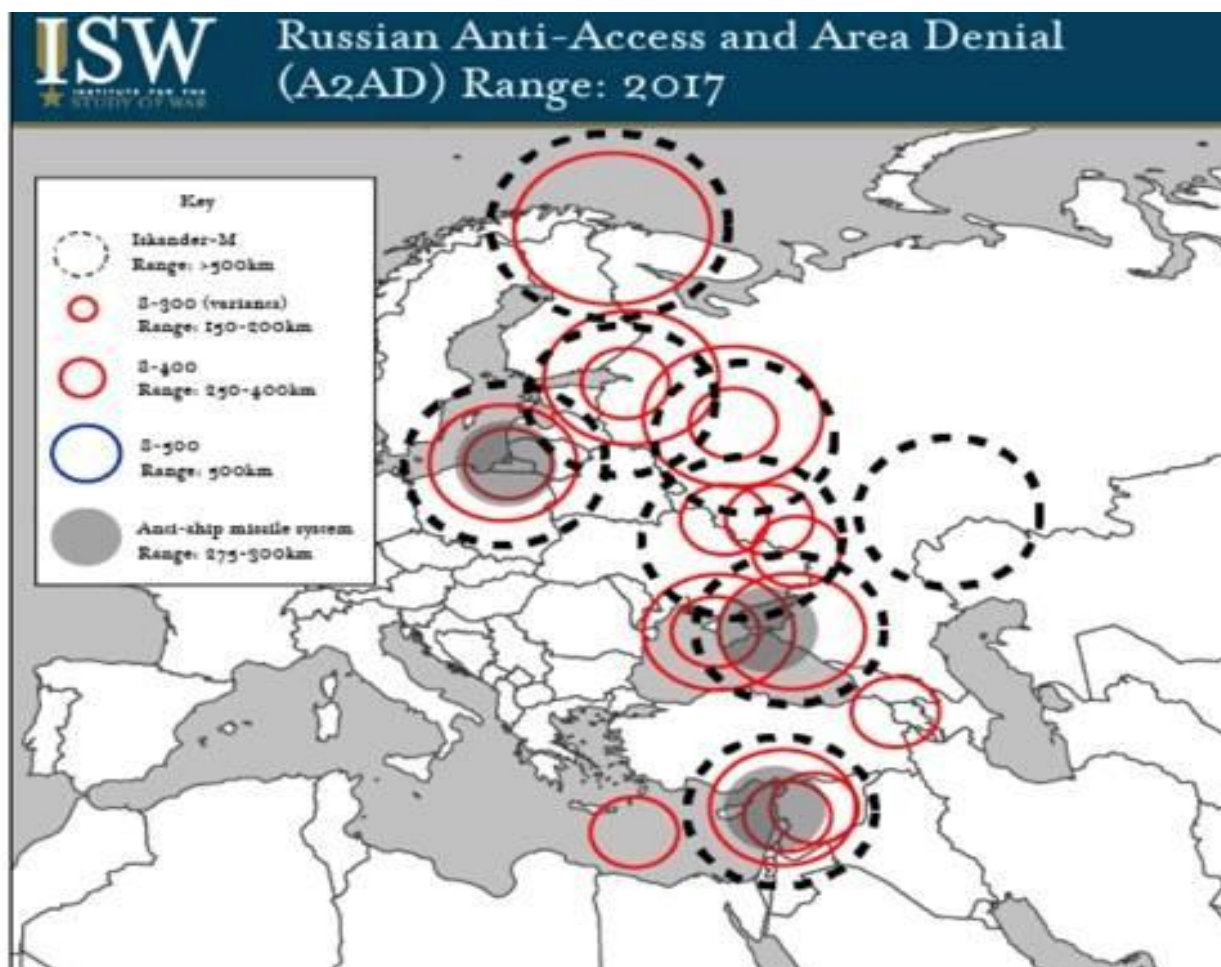 ISW
INSTITUTE FOR THE
STUDY OF WAR
Russian Anti-Access and Area Denial
(A2AD) Range: 2017
Key
Iskander-M
Range: >500km
S-300 (variants)
Range: 150-200km
S-400
Range: 250-400km
S-500
Range: 500km
Anti-ship missile system
Range: 275-300km